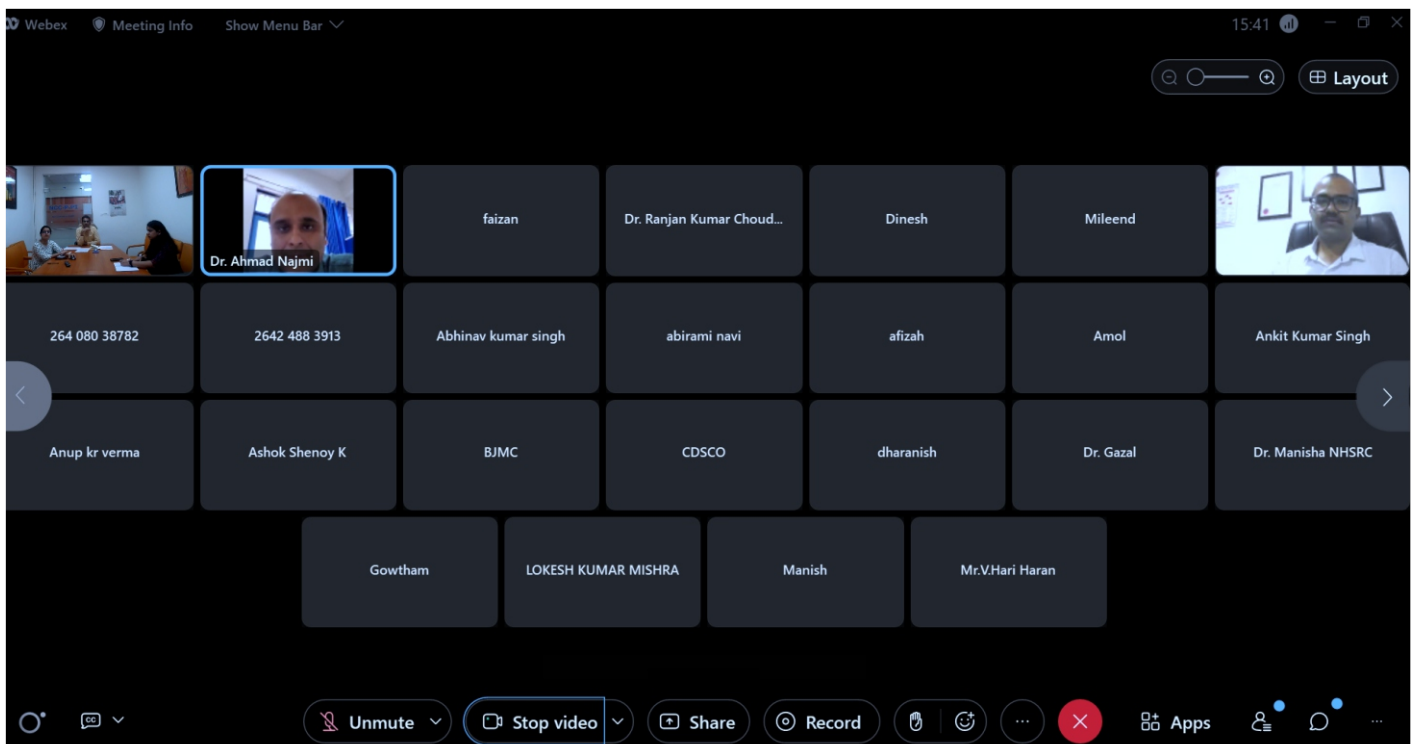 Webex Meeting Info Show Menu Bar 15:41
Layout
Dr. Ahmad Najmi
faizan
Dr. Ranjan Kumar Choud...
Dinesh
Mileend
264 080 38782
2642 488 3913
Abhinav kumar singh
abirami navi
afizah
Amol
Ankit Kumar Singh
Anup kr verma
Ashok Shenoy K
BJMC
CDSCO
dharanish
Dr. Gazal
Dr. Manisha NHSRC
Gowtham
LOKESH KUMAR MISHRA
Manish
Mr.V.Hari Haran
CC Unmute Stop video Share Record ... Apps ...